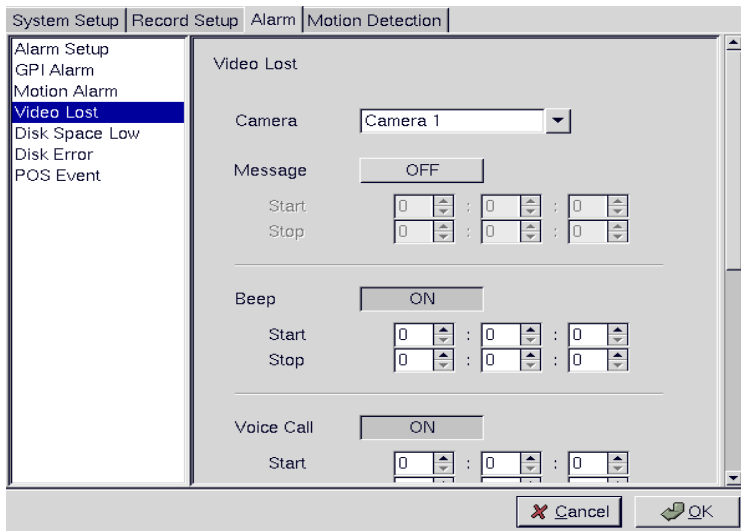 System Setup Record Setup Alarm Motion Detection
Alarm Setup
GPI Alarm
Motion Alarm
Video Lost
Disk Space Low
Disk Error
POS Event
Video Lost
Camera Camera 1
Message OFF
Start 0 : 0 : 0
Stop 0 : 0 : 0
Beep ON
Start 0 : 0 : 0
Stop 0 : 0 : 0
Voice Call ON
Start 0 : 0 : 0
Cancel OK